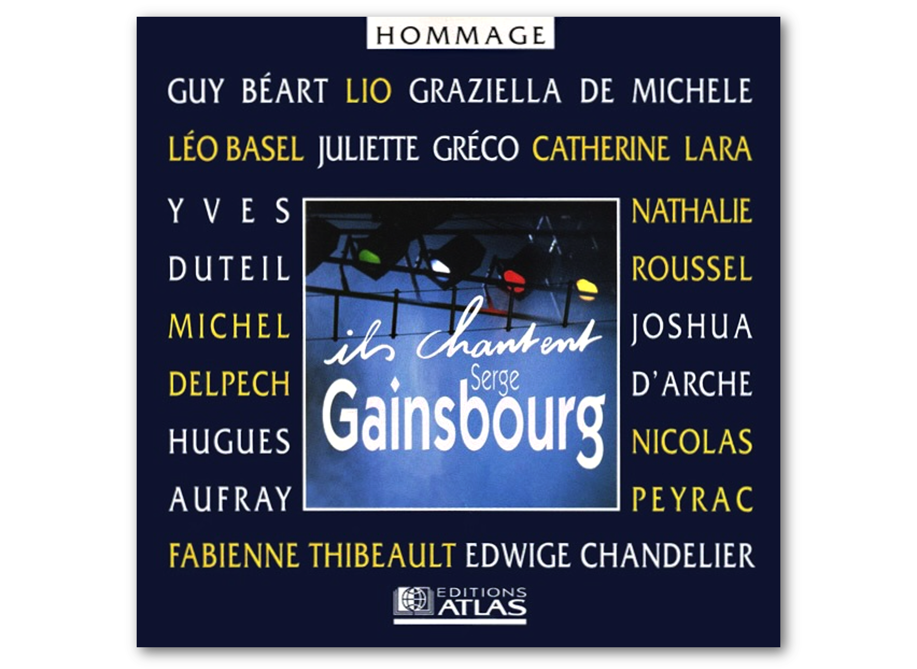 HOMMAGE
GUY BÉART LIO GRAZIELLA DE MICHELE
LÉO BASEL JULIETTE GRÉCO CATHERINE LARA
YVES
DUTEIL
MICHEL
DELPECH
HUGUES
AUFRAY
ils chantent
Serge
Gainsbourg
NATHALIE
ROUSSEL
JOSHUA
D'ARCHE
NICOLAS
PEYRAC
FABIENNE THIBEAULT EDWIGE CHANDELIER
EDITIONS
ATLAS